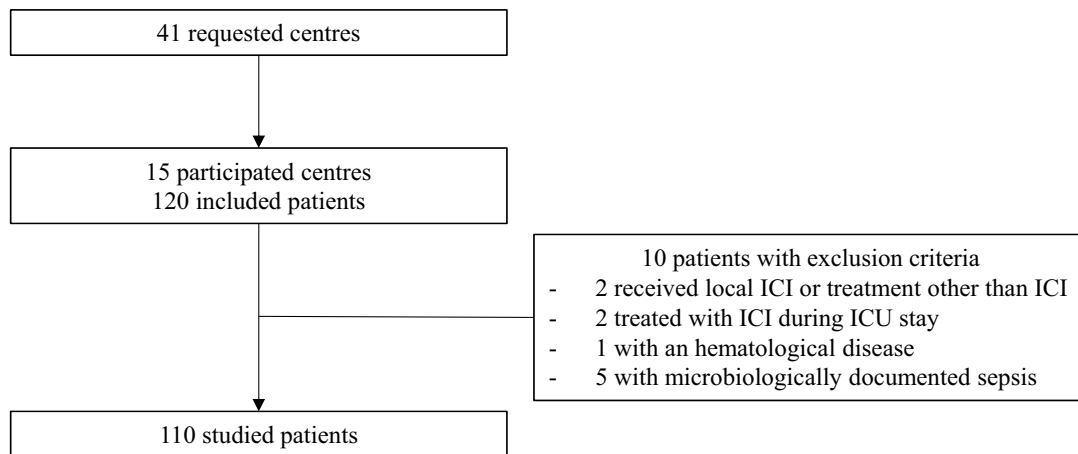 41 requested centres
15 participated centres
120 included patients
10 patients with exclusion criteria
- 2 received local ICI or treatment other than ICI
- 2 treated with ICI during ICU stay
- 1 with an hematological disease
- 5 with microbiologically documented sepsis
110 studied patients